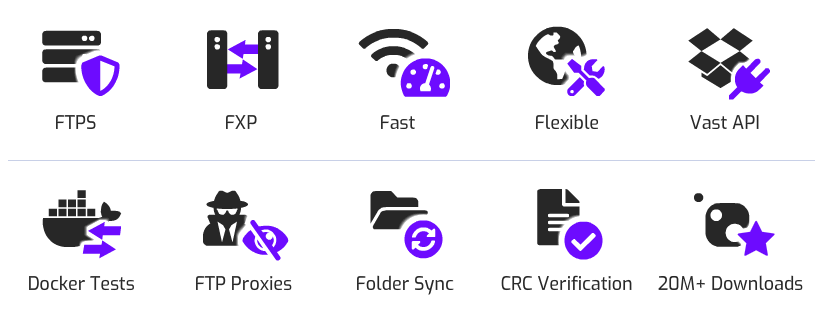 FTPS
FXP
Fast
Flexible
Vast API
Docker Tests
FTP Proxies
Folder Sync
CRC Verification
20M+ Downloads